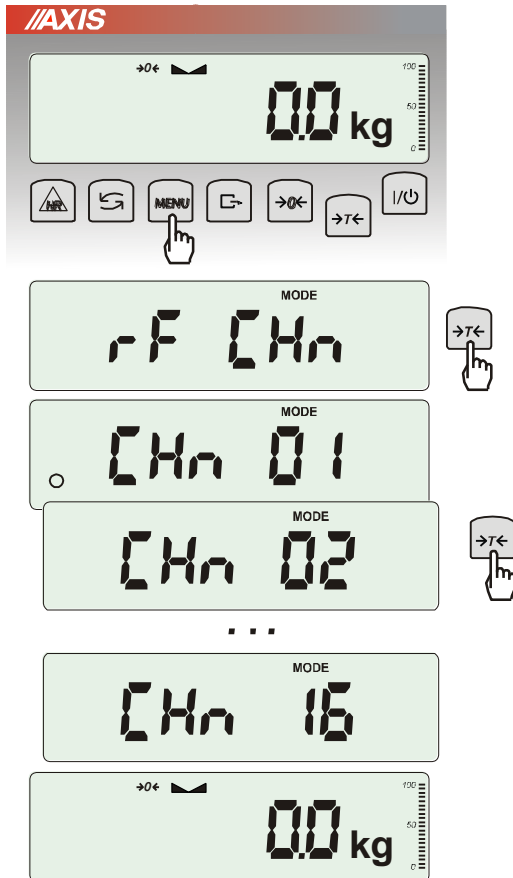 //AXIS
→0←
100
50
0
0.0 kg
HR
MENU
→0←
→T←
I/⏻
MODE
rF CHn
→T←
MODE
CHn 01
MODE
CHn 02
→T←
...
MODE
CHn 16
→0←
100
50
0
0.0 kg